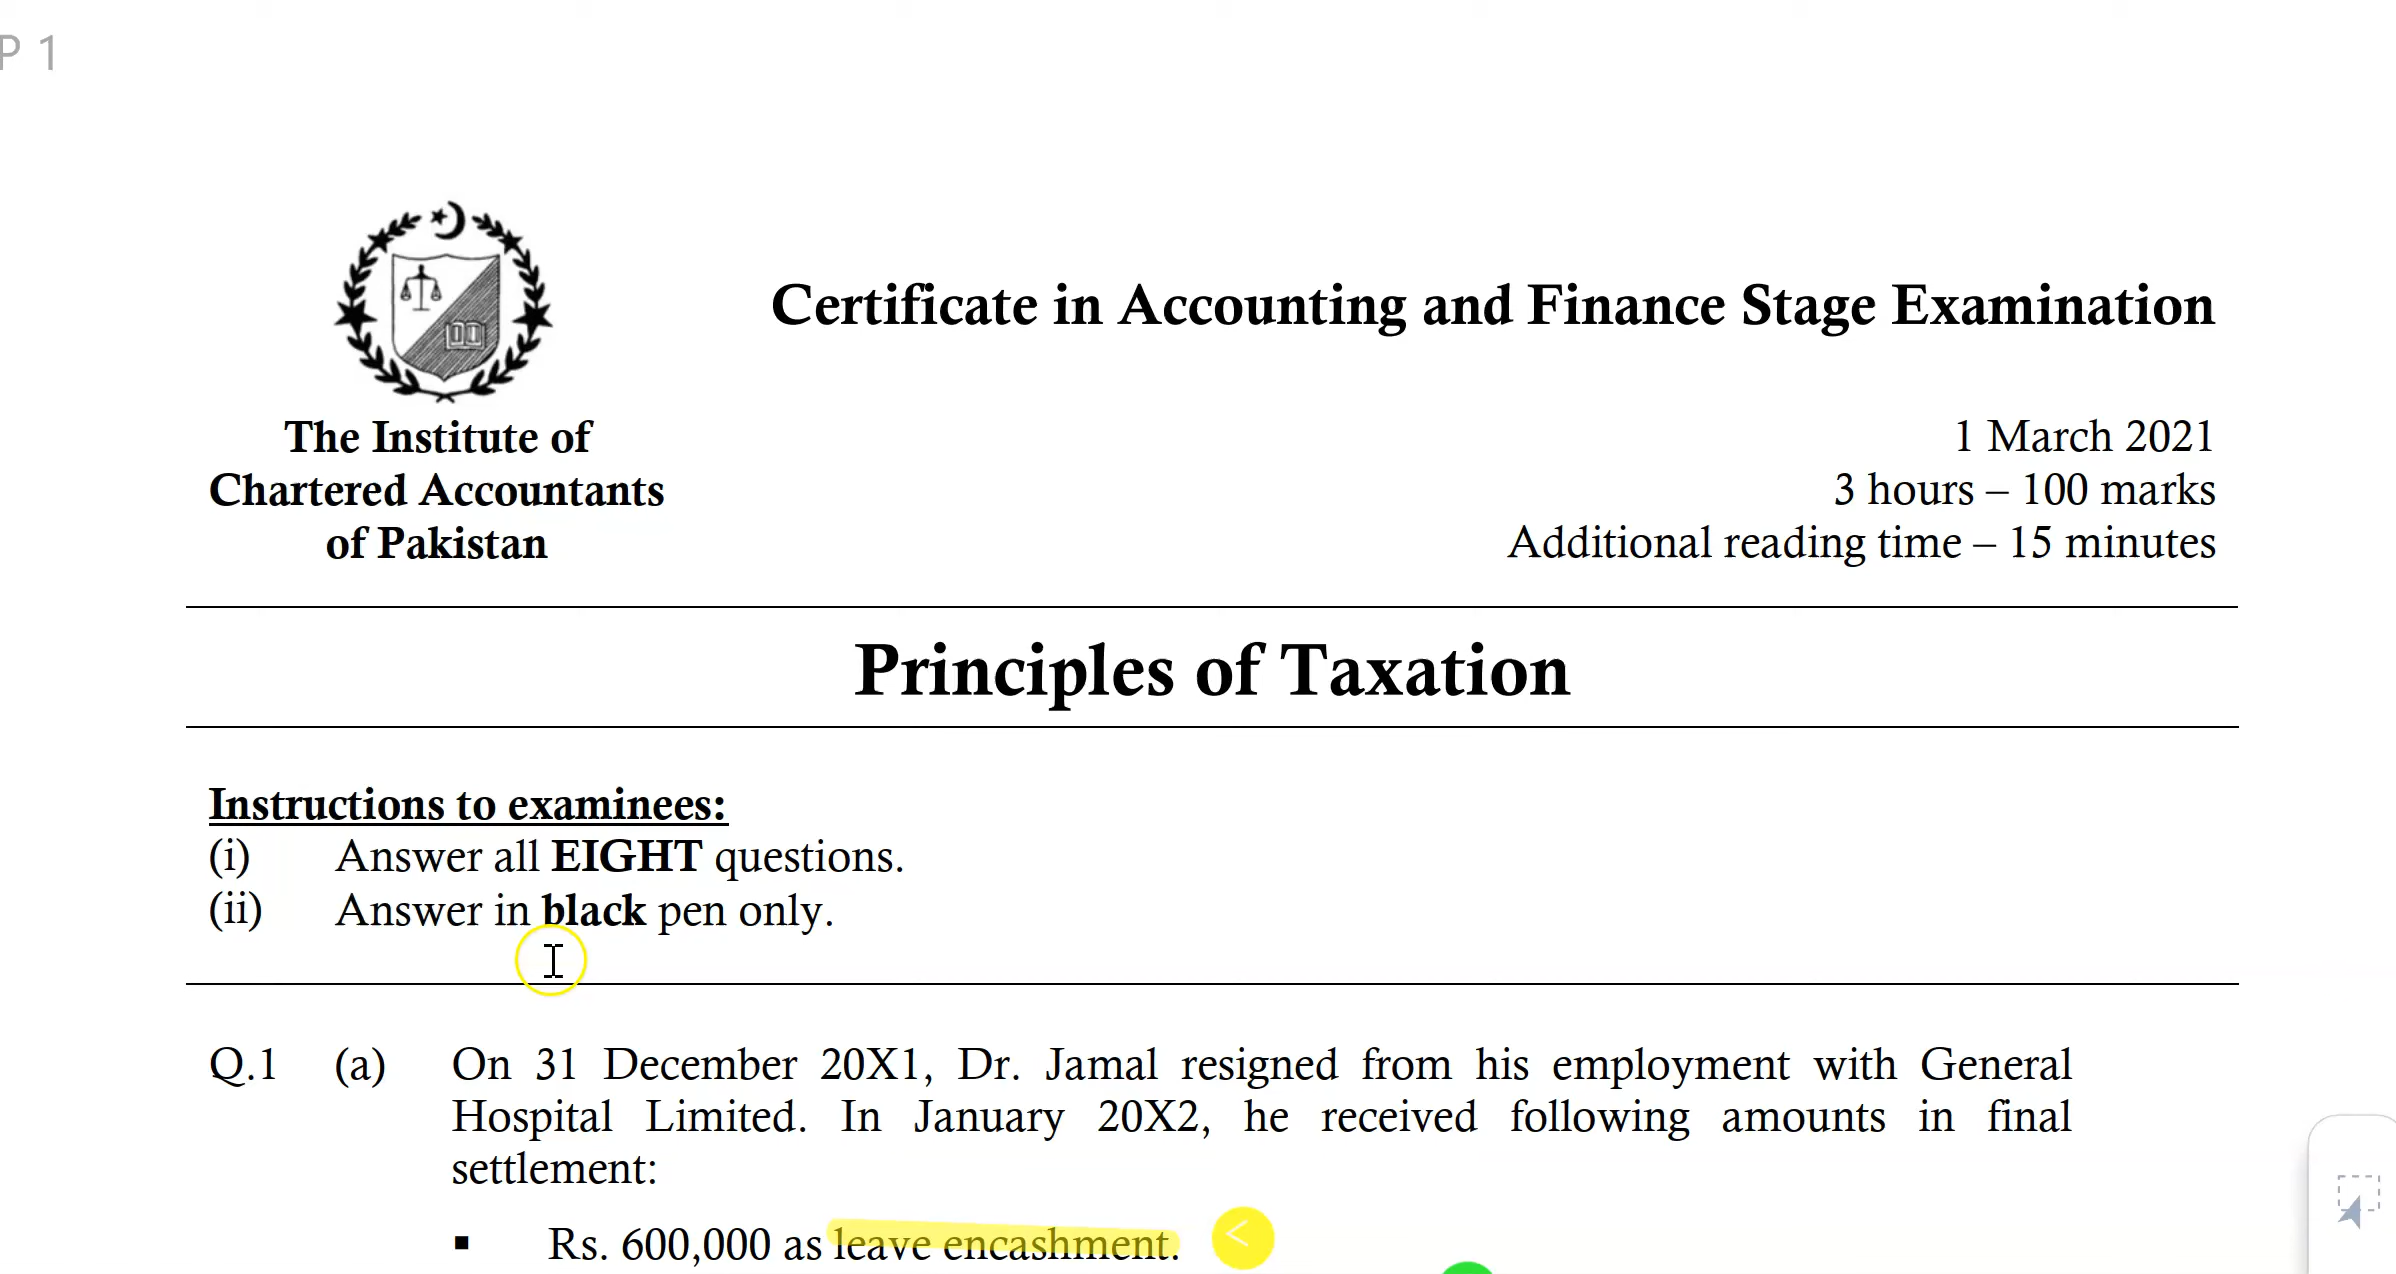 P 1
Certificate in Accounting and Finance Stage Examination
The Institute of
Chartered Accountants
of Pakistan
1 March 2021
3 hours – 100 marks
Additional reading time – 15 minutes
Principles of Taxation
Instructions to examinees:
(i) Answer all EIGHT questions.
(ii) Answer in black pen only.
Q.1 (a) On 31 December 20X1, Dr. Jamal resigned from his employment with General
Hospital Limited. In January 20X2, he received following amounts in final
settlement:
▪ Rs. 600,000 as leave encashment.